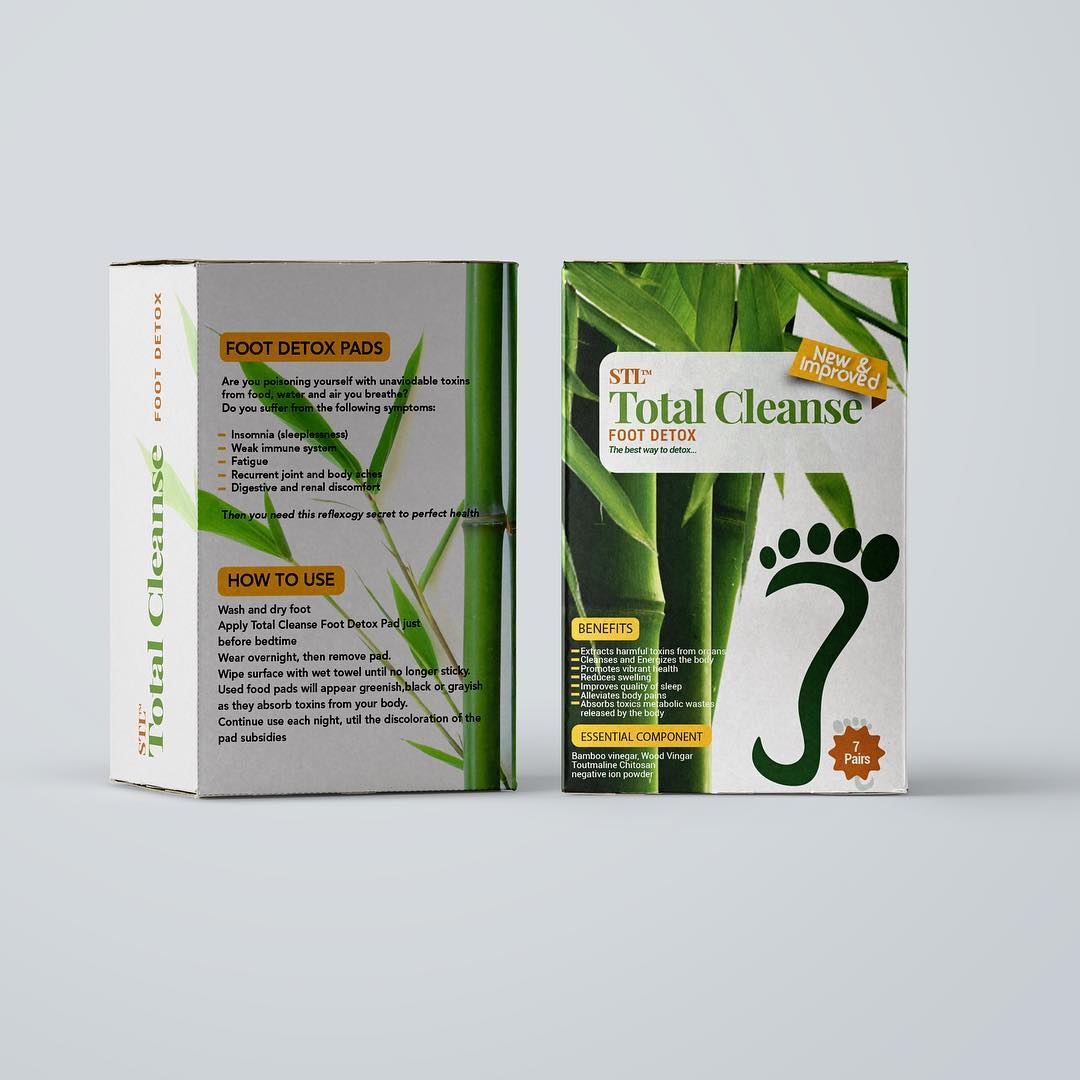 STL™
Total Cleanse FOOT DETOX
FOOT DETOX PADS
Are you poisoning yourself with unaviodable toxins
from food, water and air you breathe?
Do you suffer from the following symptoms:
Insomnia (sleeplessness)
Weak immune system
Fatigue
Recurrent joint and body aches
Digestive and renal discomfort
Then you need this reflexogy secret to perfect health
HOW TO USE
Wash and dry foot
Apply Total Cleanse Foot Detox Pad just
before bedtime
Wear overnight, then remove pad.
Wipe surface with wet towel until no longer sticky.
Used food pads will appear greenish,black or grayish
as they absorb toxins from your body.
Continue use each night, util the discoloration of the
pad subsidies
New &
Improved
STL™
Total Cleanse
FOOT DETOX
The best way to detox...
BENEFITS
Extracts harmful toxins from organs
Cleanses and Energizes the body
Promotes vibrant health
Reduces swelling
Improves quality of sleep
Alleviates body pains
Absorbs toxics metabolic wastes
released by the body
ESSENTIAL COMPONENT
Bamboo vinegar, Wood Vingar
Toutmaline Chitosan
negative ion powder
7
Pairs